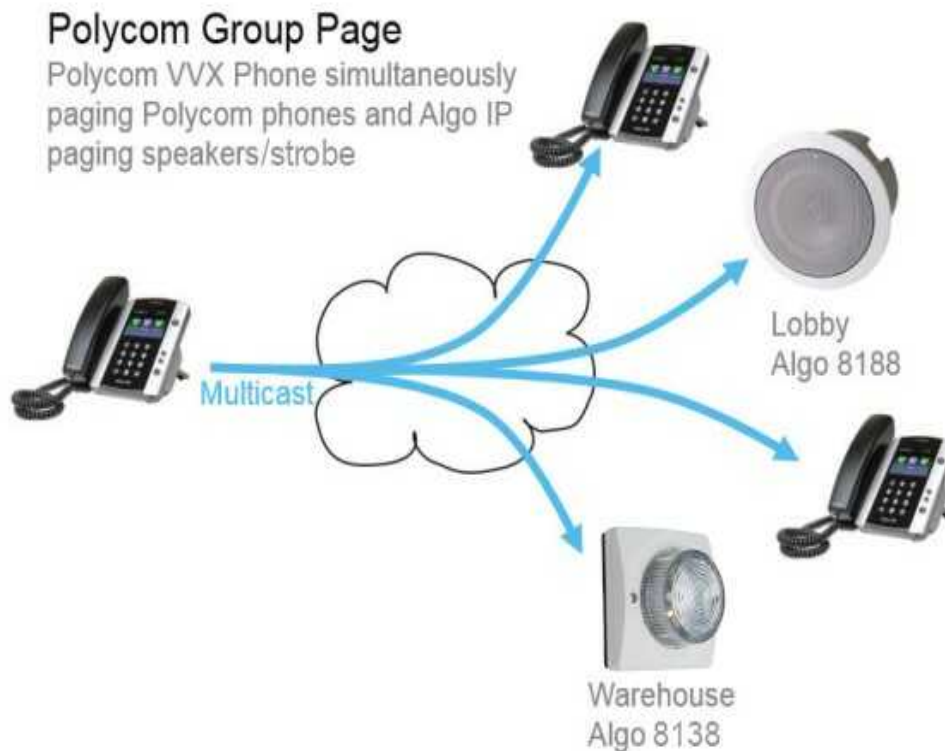 Polycom Group Page
Polycom VVX Phone simultaneously
paging Polycom phones and Algo IP
paging speakers/strobe
Multicast
Lobby
Algo 8188
Warehouse
Algo 8138